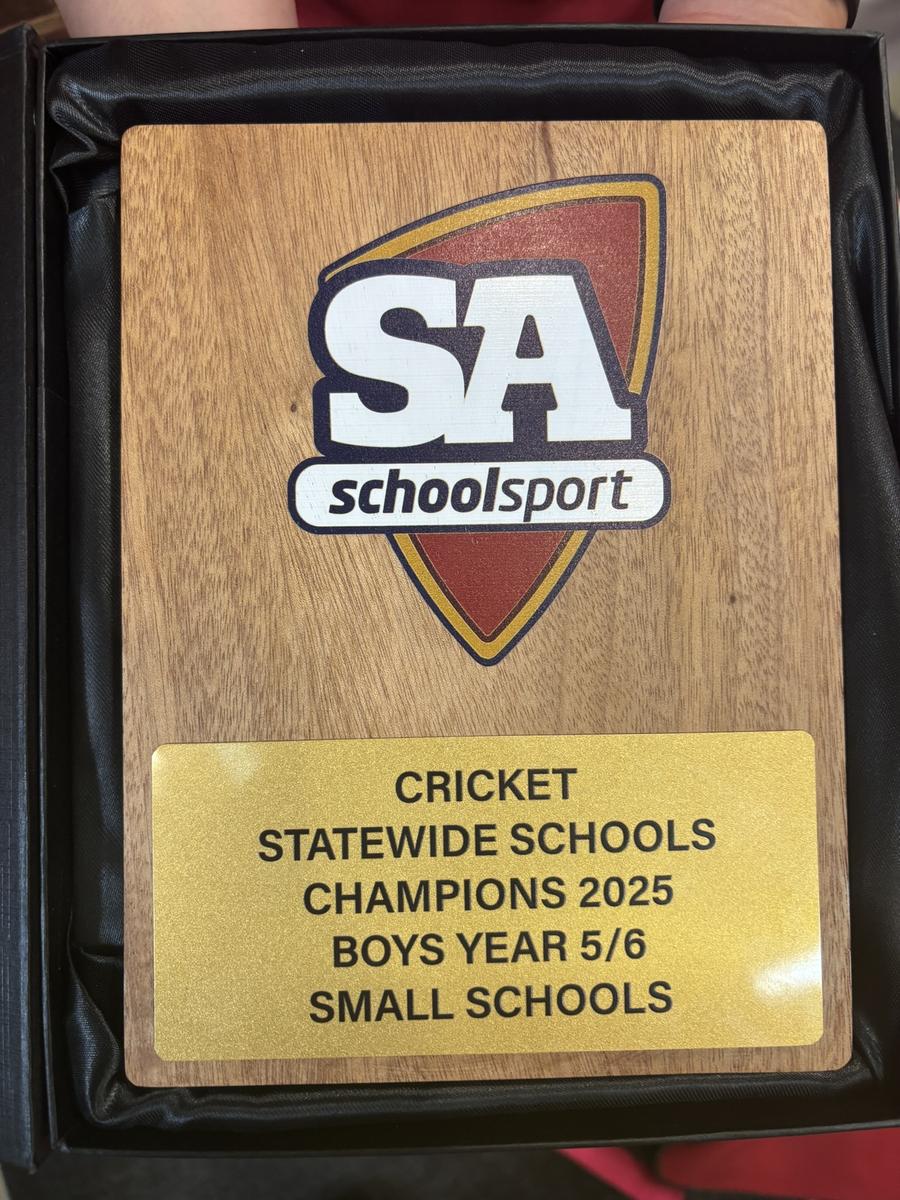 SA
schoolsport
CRICKET
STATEWIDE SCHOOLS
CHAMPIONS 2025
BOYS YEAR 5/6
SMALL SCHOOLS